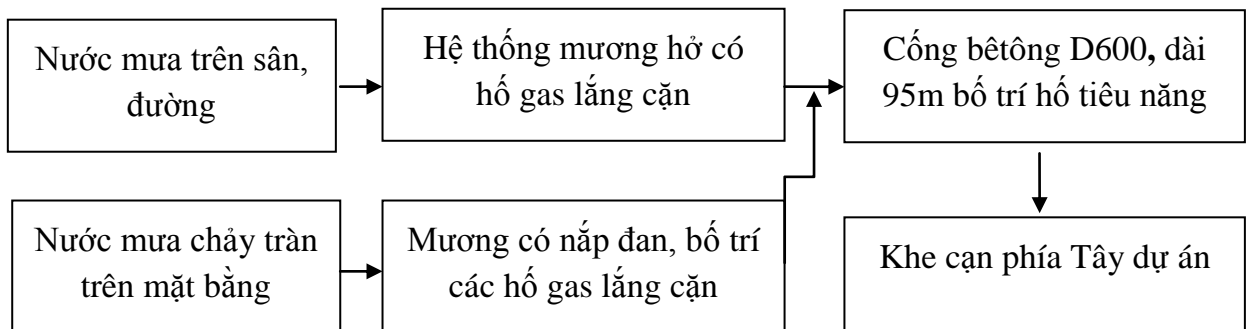 Nước mưa trên sân,
đường
Hệ thống mương hở có
hố gas lắng cặn
Cống bêtông D600, dài
95m bố trí hố tiêu năng
Nước mưa chảy tràn
trên mặt bằng
Mương có nắp đan, bố trí
các hố gas lắng cặn
Khe cạn phía Tây dự án